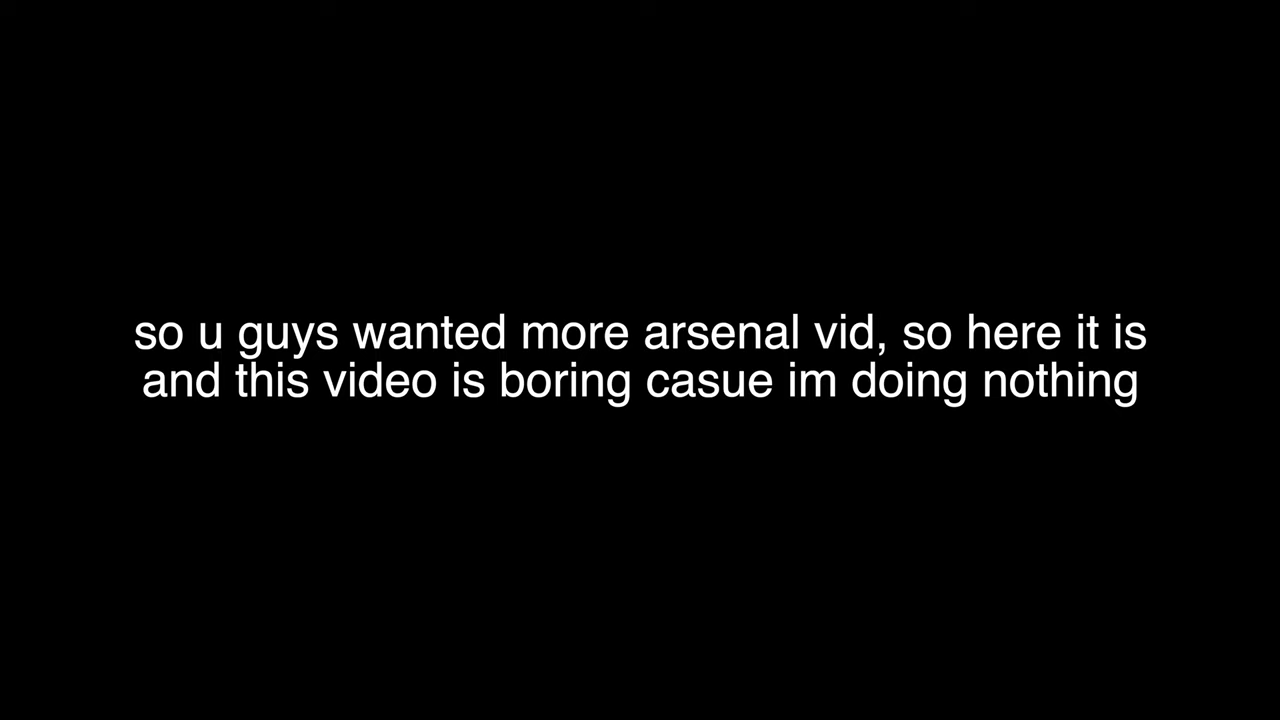 so u guys wanted more arsenal vid, so here it is
and this video is boring casue im doing nothing